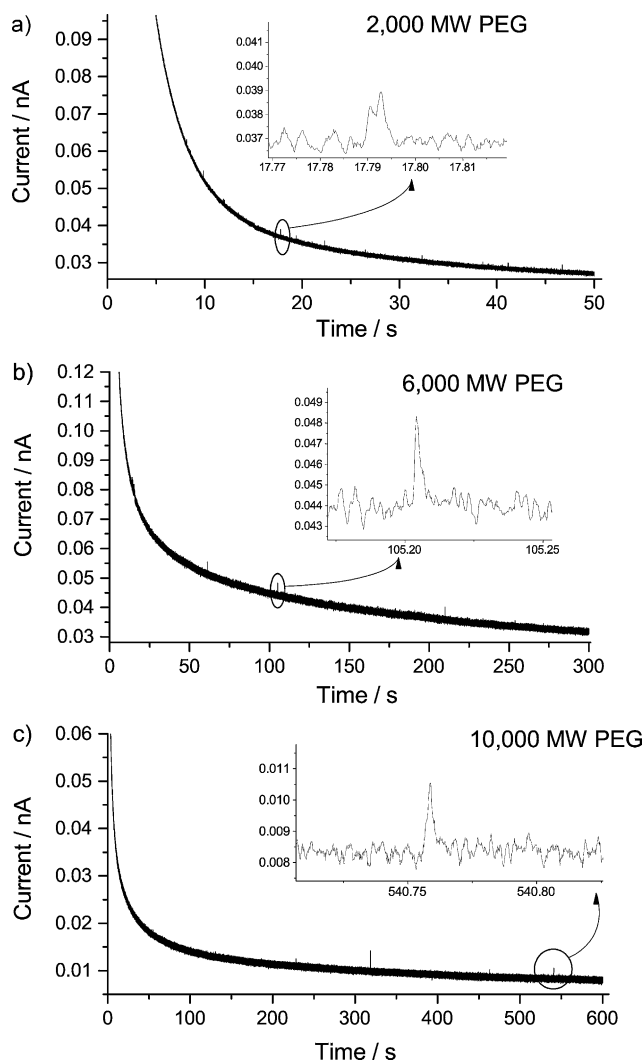 a)
2,000 MW PEG
Current / nA
0.09
0.08
0.07
0.06
0.05
0.04
0.03
0.041
0.040
0.039
0.038
0.037
17.77 17.78 17.79 17.80 17.81
0 10 20 30 40 50
Time / s
b)
6,000 MW PEG
Current / nA
0.12
0.11
0.10
0.09
0.08
0.07
0.06
0.05
0.04
0.03
0.049
0.048
0.047
0.046
0.045
0.044
0.043
105.20 105.25
0 50 100 150 200 250 300
Time / s
c)
10,000 MW PEG
Current / nA
0.06
0.05
0.04
0.03
0.02
0.01
0.011
0.010
0.009
0.008
540.76 540.80
0 100 200 300 400 500 600
Time / s